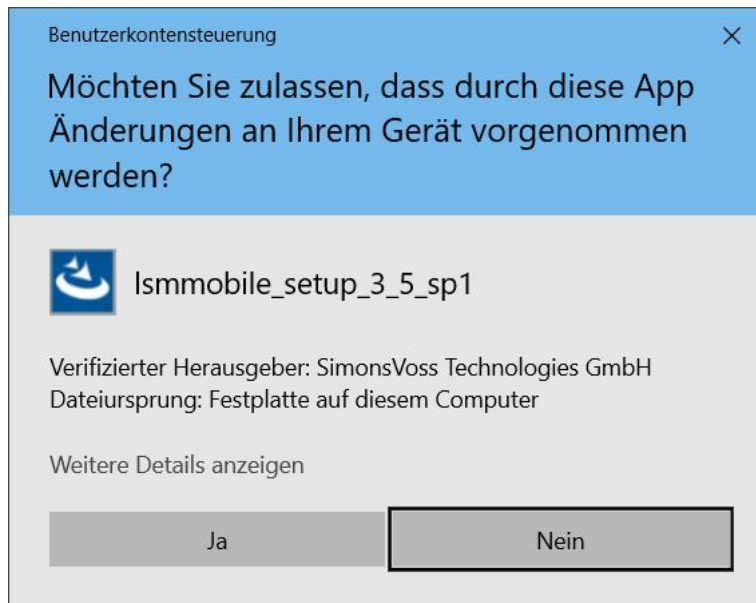 Benutzerkontensteuerung
Möchten Sie zulassen, dass durch diese App
Änderungen an Ihrem Gerät vorgenommen
werden?
lsmmobile_setup_3_5_sp1
Verifizierter Herausgeber: SimonsVoss Technologies GmbH
Dateiursprung: Festplatte auf diesem Computer
Weitere Details anzeigen
Ja
Nein